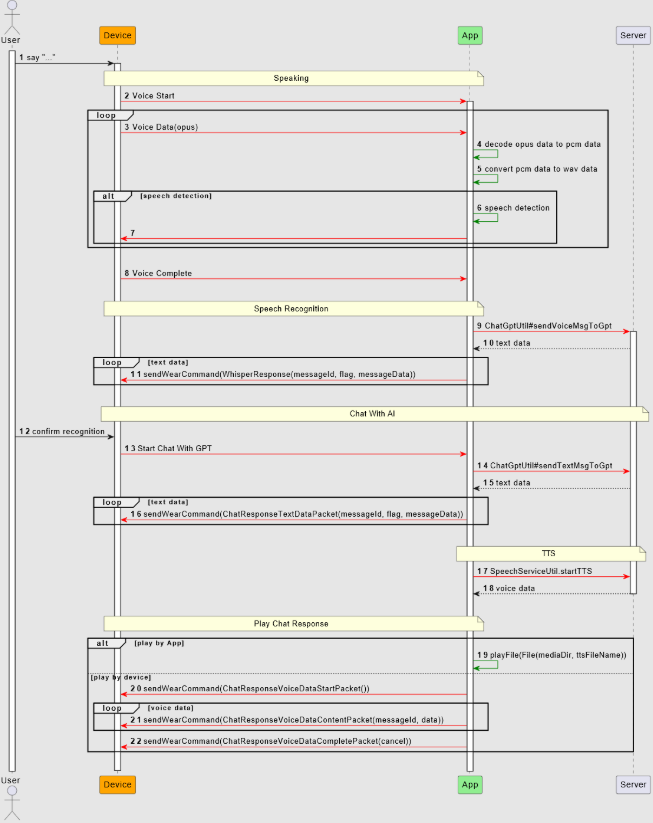 User
Device
App
Server
1 say "..."
Speaking
2 Voice Start
loop
3 Voice Data(opus)
4 decode opus data to pcm data
5 convert pcm data to wav data
alt [speech detection]
6 speech detection
7
8 Voice Complete
Speech Recognition
9 ChatGptUtil#sendVoiceMsgToGpt
10 text data
loop [text data]
11 sendWearCommand(WhisperResponse(messageId, flag, messageData))
Chat With AI
12 confirm recognition
13 Start Chat With GPT
14 ChatGptUtil#sendTextMsgToGpt
15 text data
loop [text data]
16 sendWearCommand(ChatResponseTextDataPacket(messageId, flag, messageData))
TTS
17 SpeechServiceUtil.startTTS
18 voice data
Play Chat Response
alt [play by App]
19 playFile(File(mediaDir, ttsFileName))
[play by device]
20 sendWearCommand(ChatResponseVoiceDataStartPacket())
loop [voice data]
21 sendWearCommand(ChatResponseVoiceDataContentPacket(messageId, data))
22 sendWearCommand(ChatResponseVoiceDataCompletePacket(cancel))
User
Device
App
Server